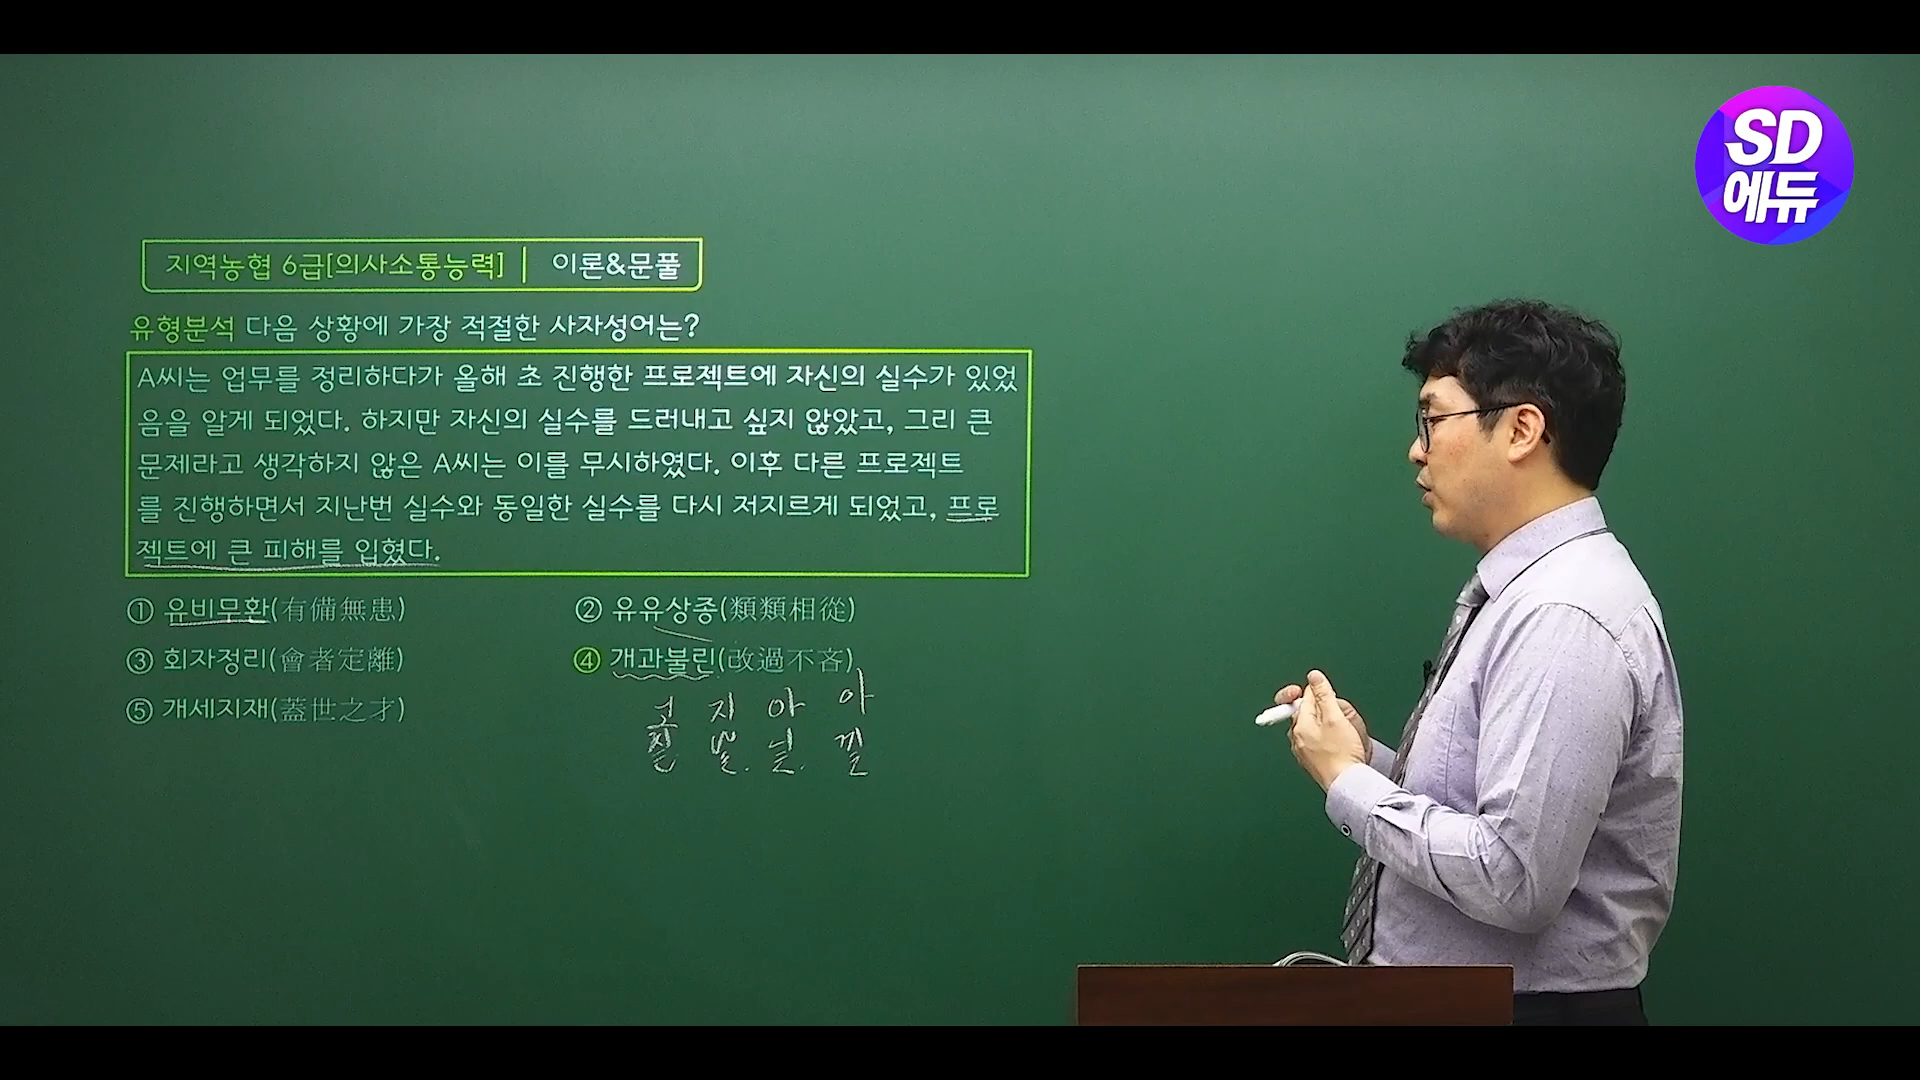 SD
에듀
지역농협 6급[의사소통능력] | 이론&문풀
유형분석 다음 상황에 가장 적절한 사자성어는?
A씨는 업무를 정리하다가 올해 초 진행한 프로젝트에 자신의 실수가 있었
음을 알게 되었다. 하지만 자신의 실수를 드러내고 싶지 않았고, 그리 큰
문제라고 생각하지 않은 A씨는 이를 무시하였다. 이후 다른 프로젝트
를 진행하면서 지난번 실수와 동일한 실수를 다시 저지르게 되었고, 프로
젝트에 큰 피해를 입혔다.
① 유비무환(有備無患) ② 유유상종(類類相從)
③ 회자정리(會者定離) ④ 개과불린(改過不吝)
⑤ 개세지재(蓋世之才)
고 지 아 아
칠 닐